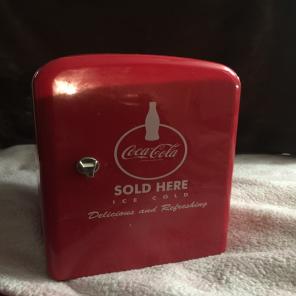 Coca-Cola
SOLD HERE
ICE COLD
Delicious and Refreshing